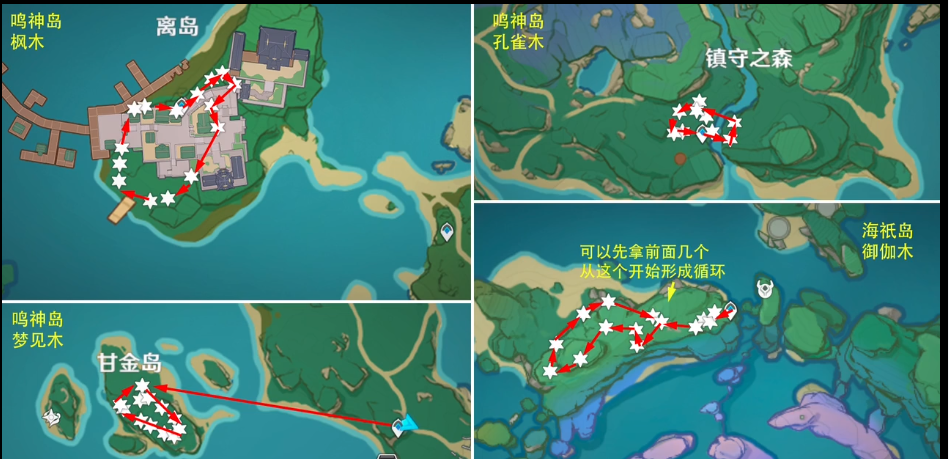 鸣神岛
枫木
离岛
鸣神岛
孔雀木
镇守之森
海祇岛
御伽木
可以先拿前面几个
从这个开始形成循环
鸣神岛
梦见木
甘金岛